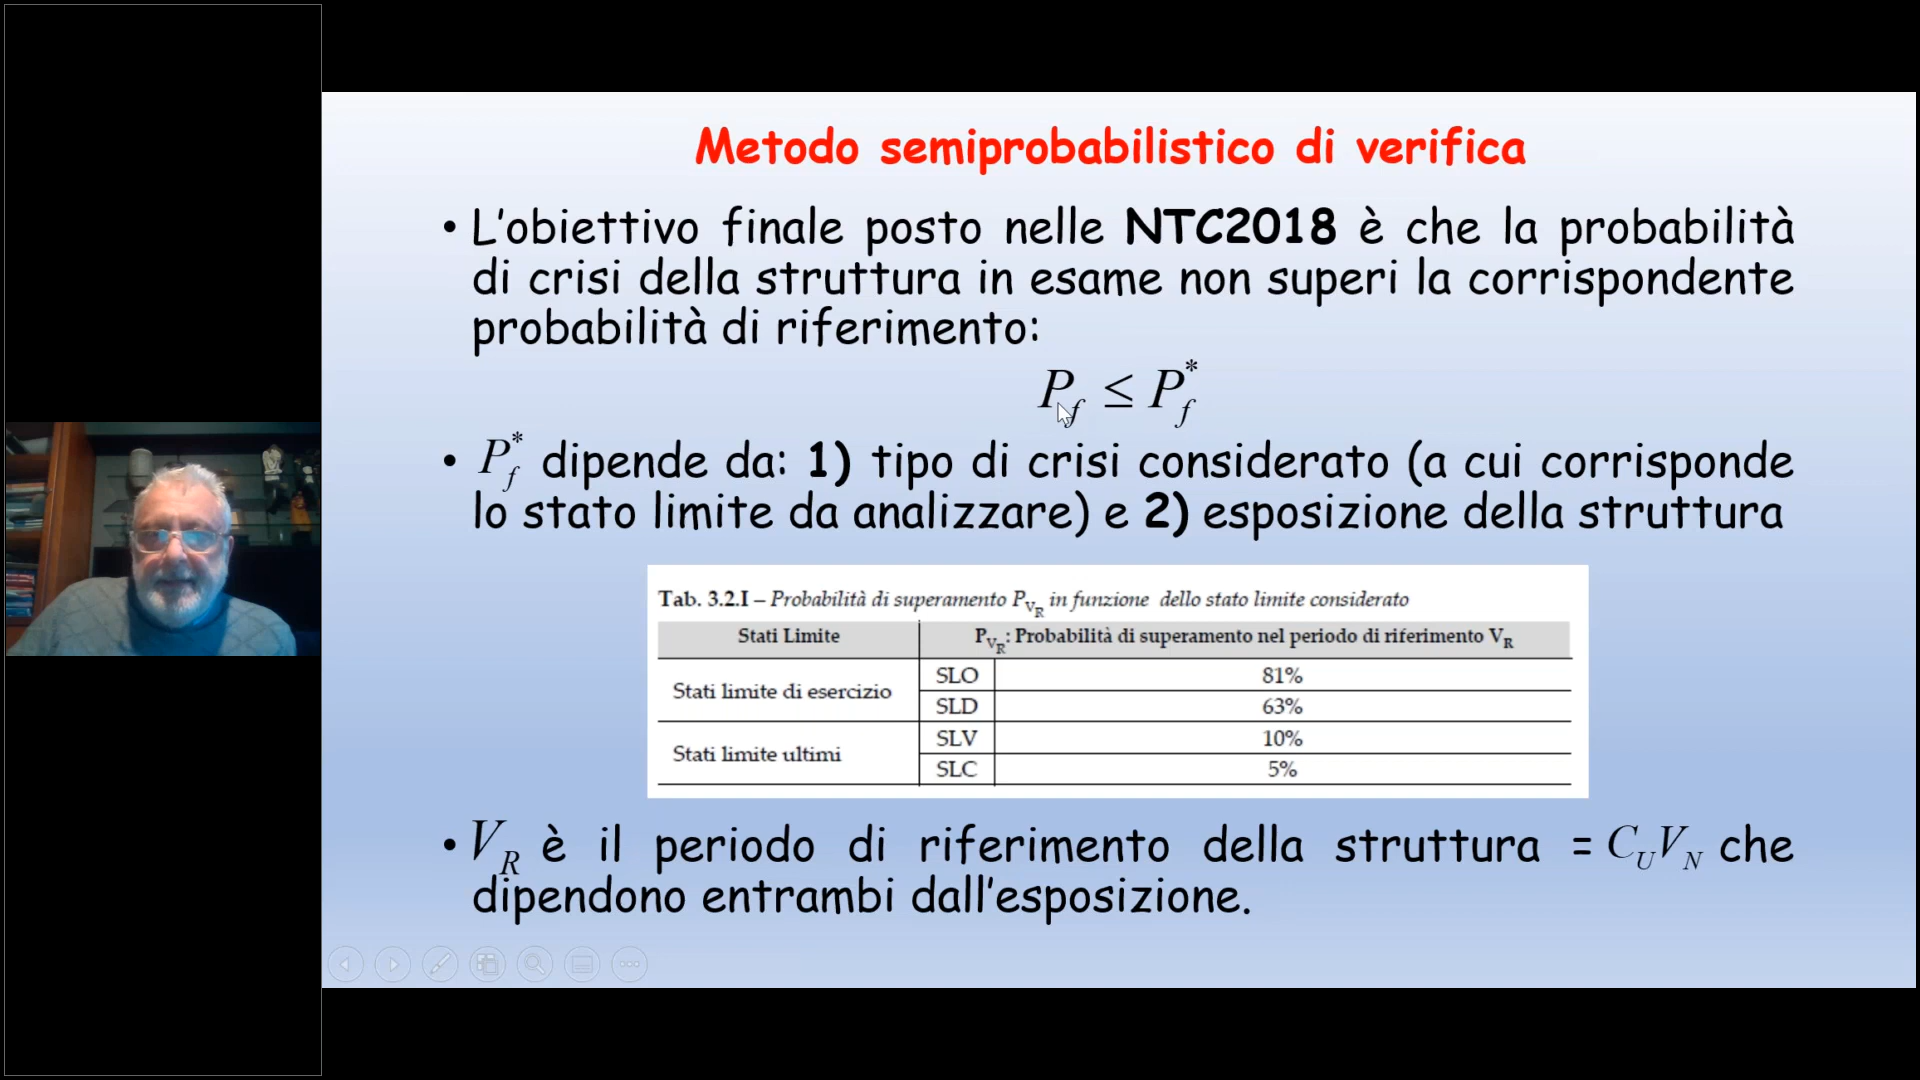 Metodo semiprobabilistico di verifica
• L'obiettivo finale posto nelle NTC2018 è che la probabilità
di crisi della struttura in esame non superi la corrispondente
probabilità di riferimento:
P_f ≤ P_f^*
• P_f^* dipende da: 1) tipo di crisi considerato (a cui corrisponde
lo stato limite da analizzare) e 2) esposizione della struttura
Tab. 3.2.I – Probabilità di superamento P_{V_R} in funzione dello stato limite considerato
Stati Limite P_{V_R}: Probabilità di superamento nel periodo di riferimento V_R
Stati limite di esercizio
SLO 81%
SLD 63%
Stati limite ultimi
SLV 10%
SLC 5%
• V_R è il periodo di riferimento della struttura = C_U V_N che
dipendono entrambi dall'esposizione.